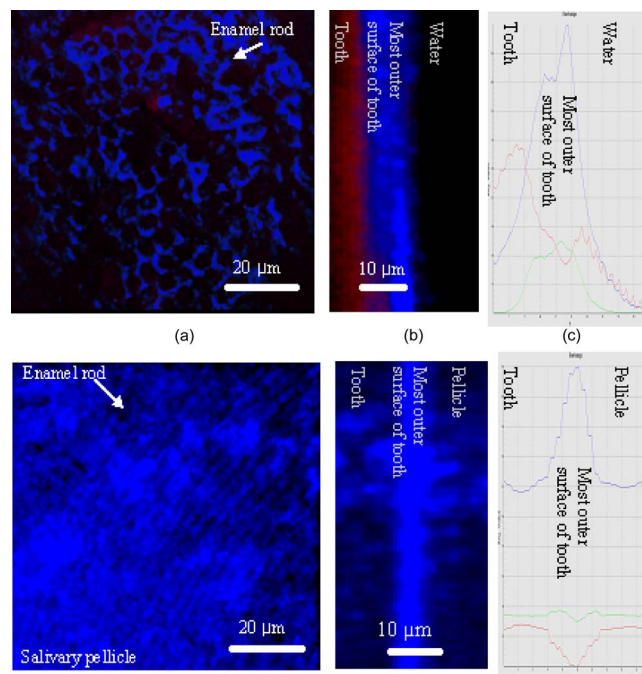 Enamel rod
20 µm
Tooth
Most outer
surface of tooth
Water
10 µm
Tooth
Most outer
surface of tooth
Water
(a)
(b)
(c)
Enamel rod
20 µm
Salivary pellicle
Tooth
Most outer
surface of tooth
Pellicle
10 µm
Tooth
Most outer
surface of tooth
Pellicle